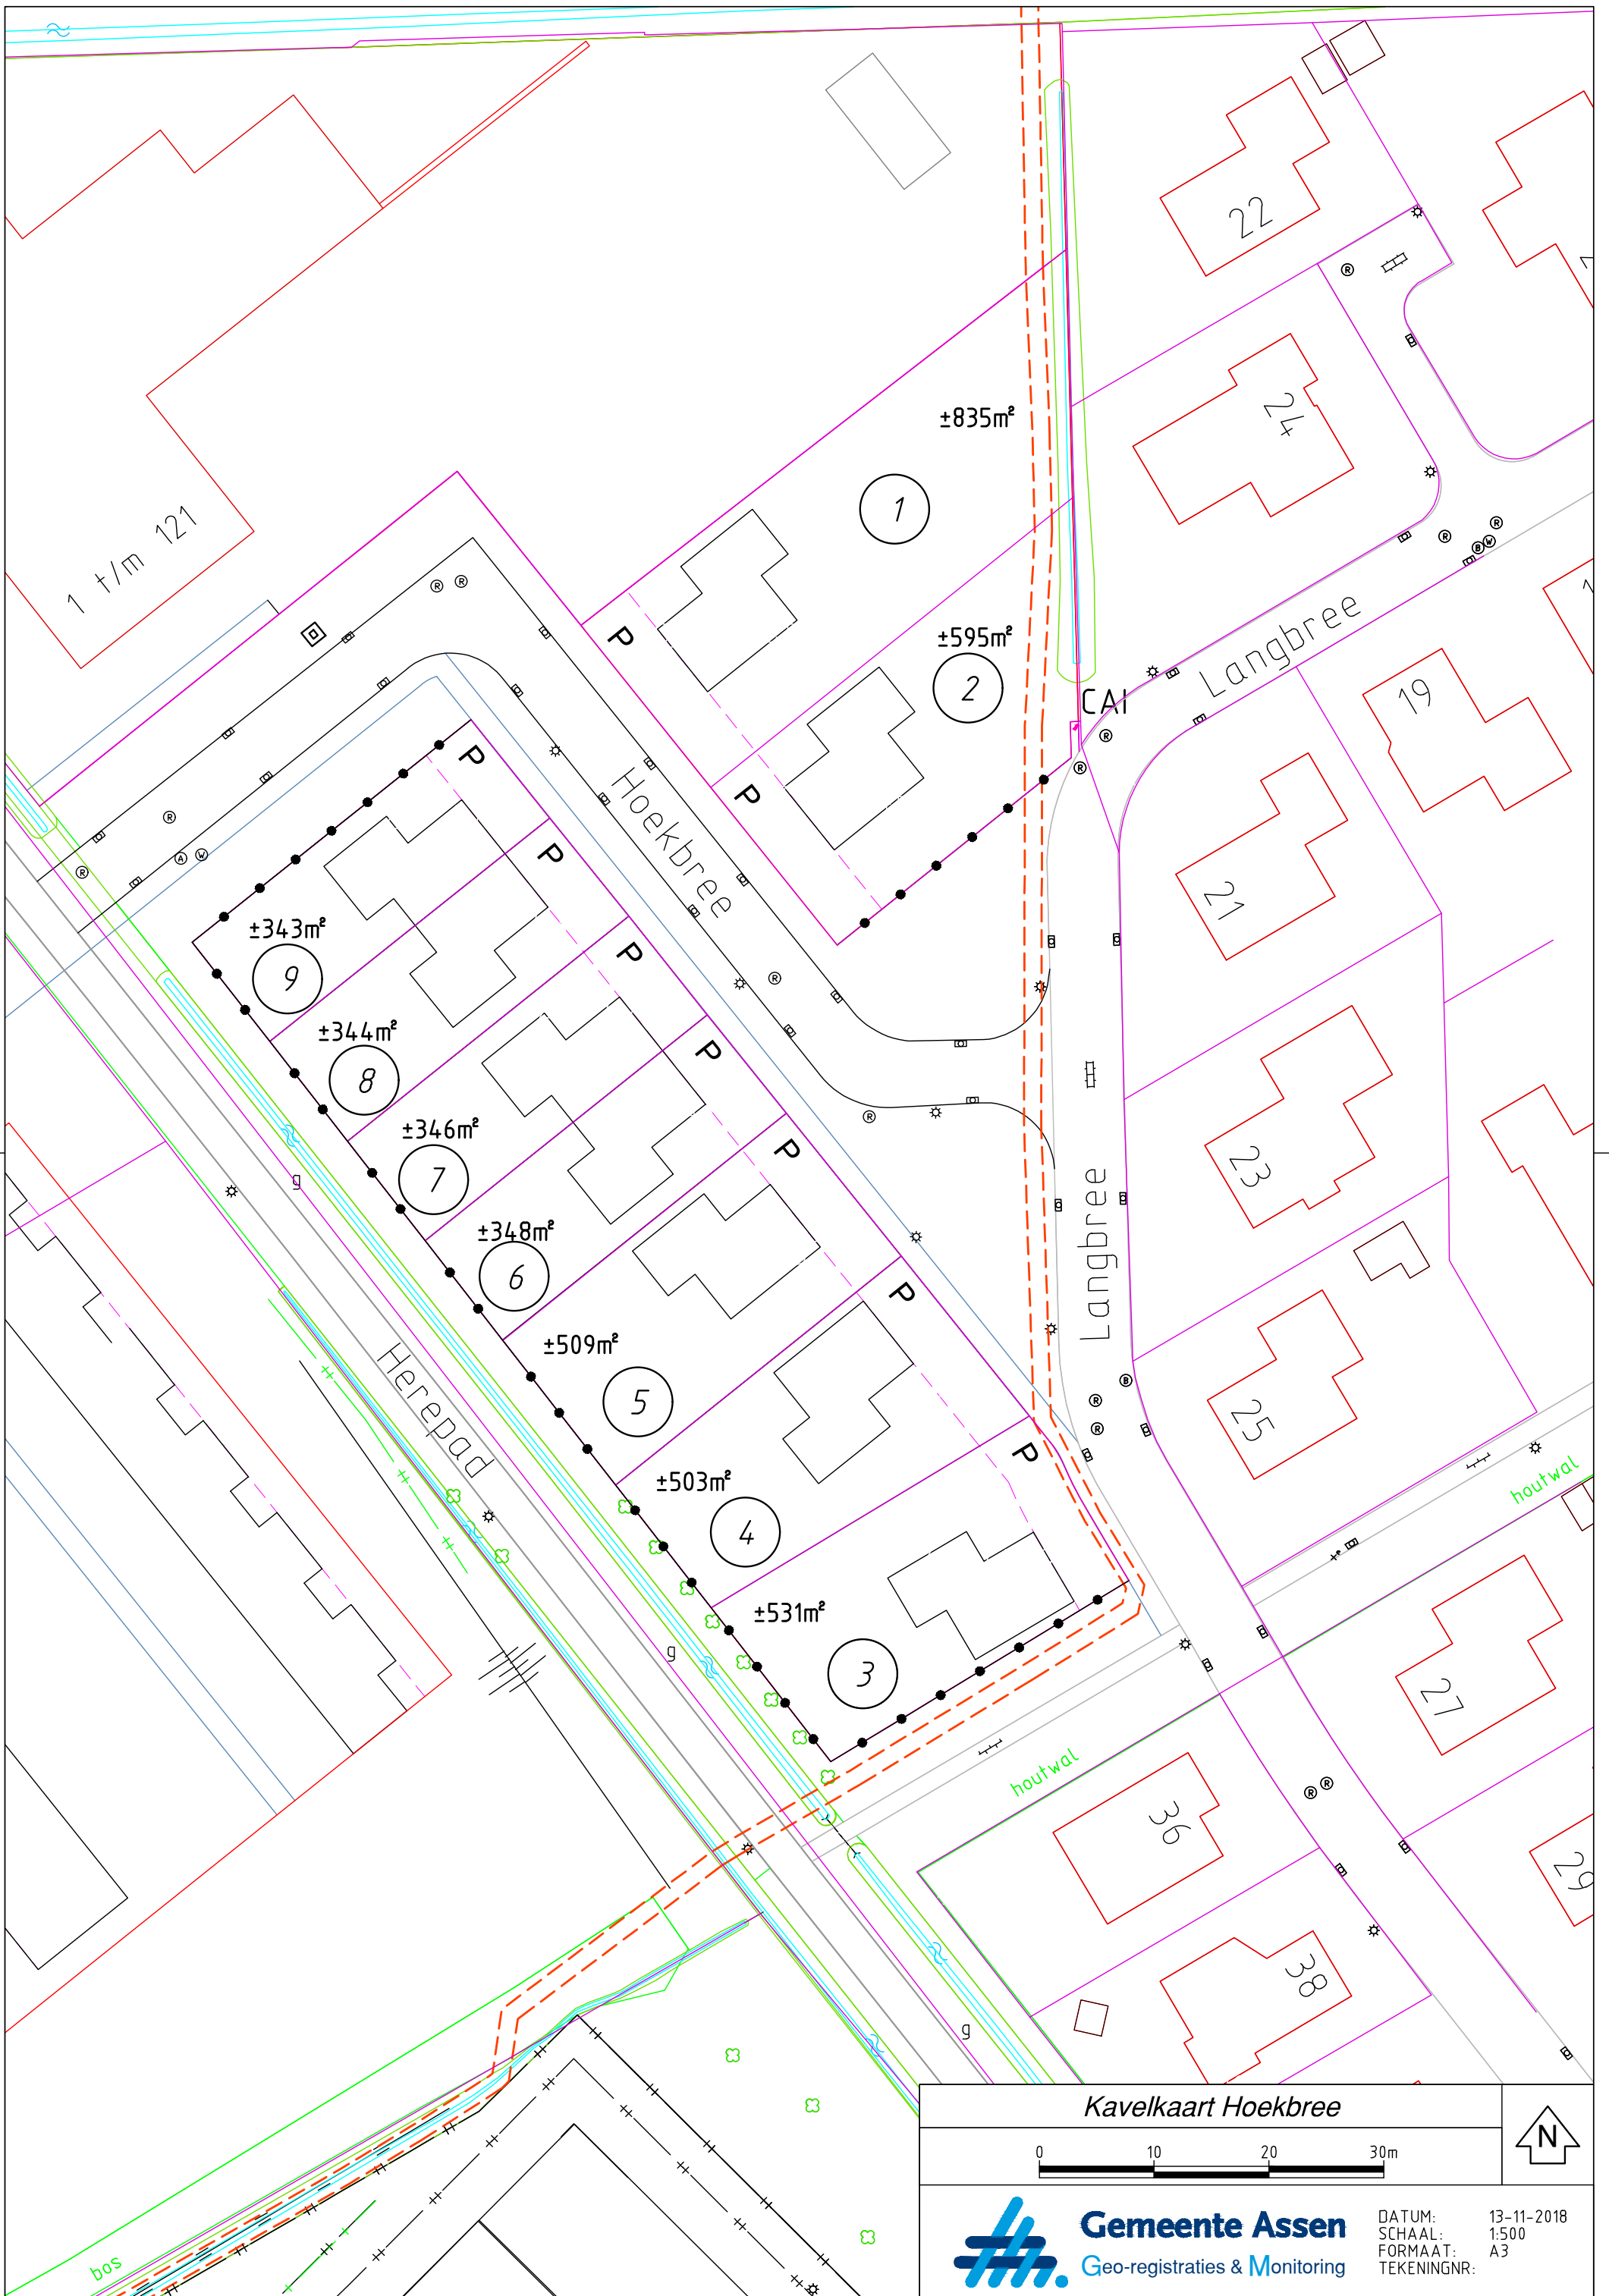 22
24
±835m²
1
1 t/m 121
Langbree
P
±595m²
2
CAI
19
P
P
Hoekbree
21
P
±343m²
9
P
±344m²
8
P
±346m²
7
23
g
P
Langbree
±348m²
6
P
±509m²
5
Herepad
25
P
±503m²
4
houtwal
±531m²
3
g
27
houtwal
36
29
38
g
bos
Kavelkaart Hoekbree
N
0 10 20 30m
Gemeente Assen
Geo-registraties & Monitoring
DATUM: 13-11-2018
SCHAAL: 1:500
FORMAAT: A3
TEKENINGNR: